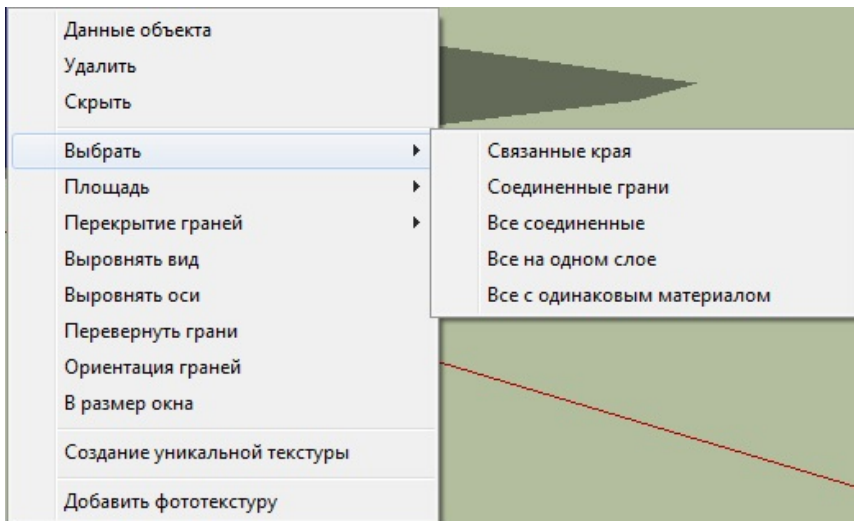 Данные объекта
Удалить
Скрыть
Выбрать
Площадь
Перекрытие граней
Выровнять вид
Выровнять оси
Перевернуть грани
Ориентация граней
В размер окна
Создание уникальной текстуры
Добавить фототекстуру
Связанные края
Соединенные грани
Все соединенные
Все на одном слое
Все с одинаковым материалом